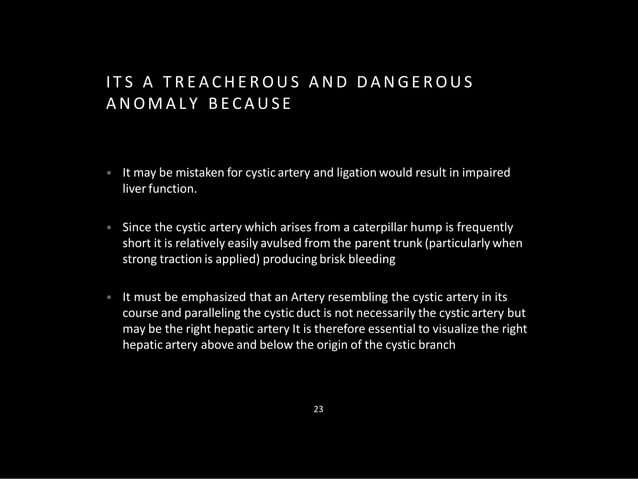 ITS A TREACHEROUS AND DANGEROUS
ANOMALY BECAUSE
• It may be mistaken for cystic artery and ligation would result in impaired
liver function.
• Since the cystic artery which arises from a caterpillar hump is frequently
short it is relatively easily avulsed from the parent trunk (particularly when
strong traction is applied) producing brisk bleeding
• It must be emphasized that an Artery resembling the cystic artery in its
course and paralleling the cystic duct is not necessarily the cystic artery but
may be the right hepatic artery It is therefore essential to visualize the right
hepatic artery above and below the origin of the cystic branch
23